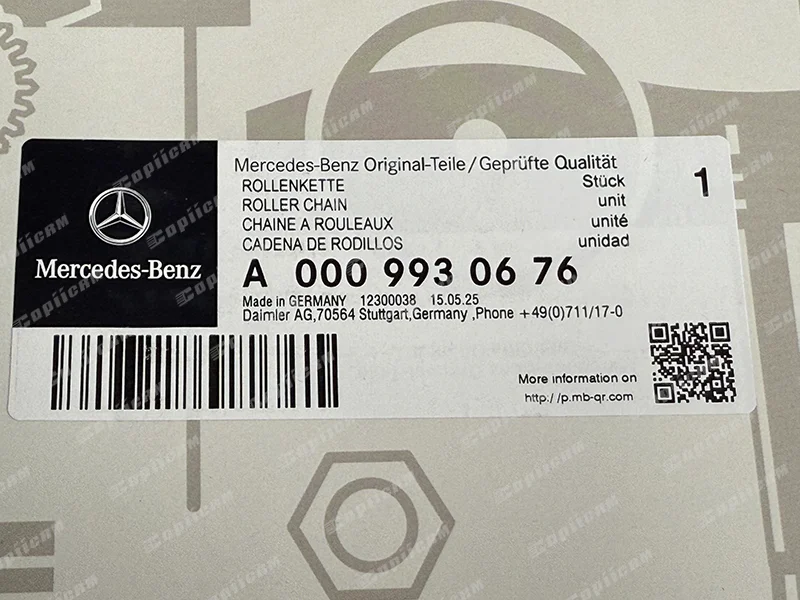 Mercedes-Benz Original-Teile/Geprüfte Qualität
ROLLENKETTE Stück
ROLLER CHAIN unit
CHAINE A ROULEAUX unité
CADENA DE RODILLOS unidad
1
A 000 993 06 76
Made in GERMANY 12300038 15.05.25
Daimler AG,70564 Stuttgart,Germany ,Phone +49(0)711/17-0
Mercedes-Benz
More information on
http://p.mb-qr.com
Copiicam